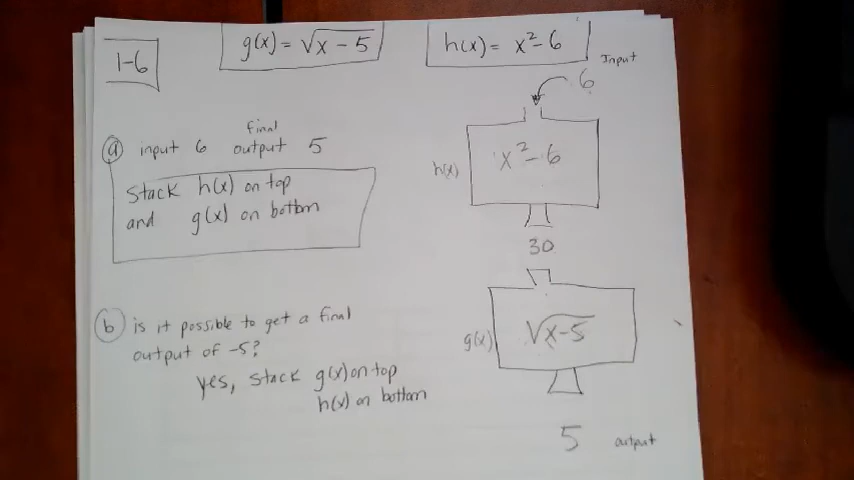 1-6
g(x) = √x - 5
h(x) = x² - 6
Input
6
a input 6 final output 5
Stack h(x) on top
and g(x) on bottom
h(x)
x² - 6
30
g(x)
√x-5
5 output
b is it possible to get a final
output of -5?
yes, stack g(x) on top
h(x) on bottom